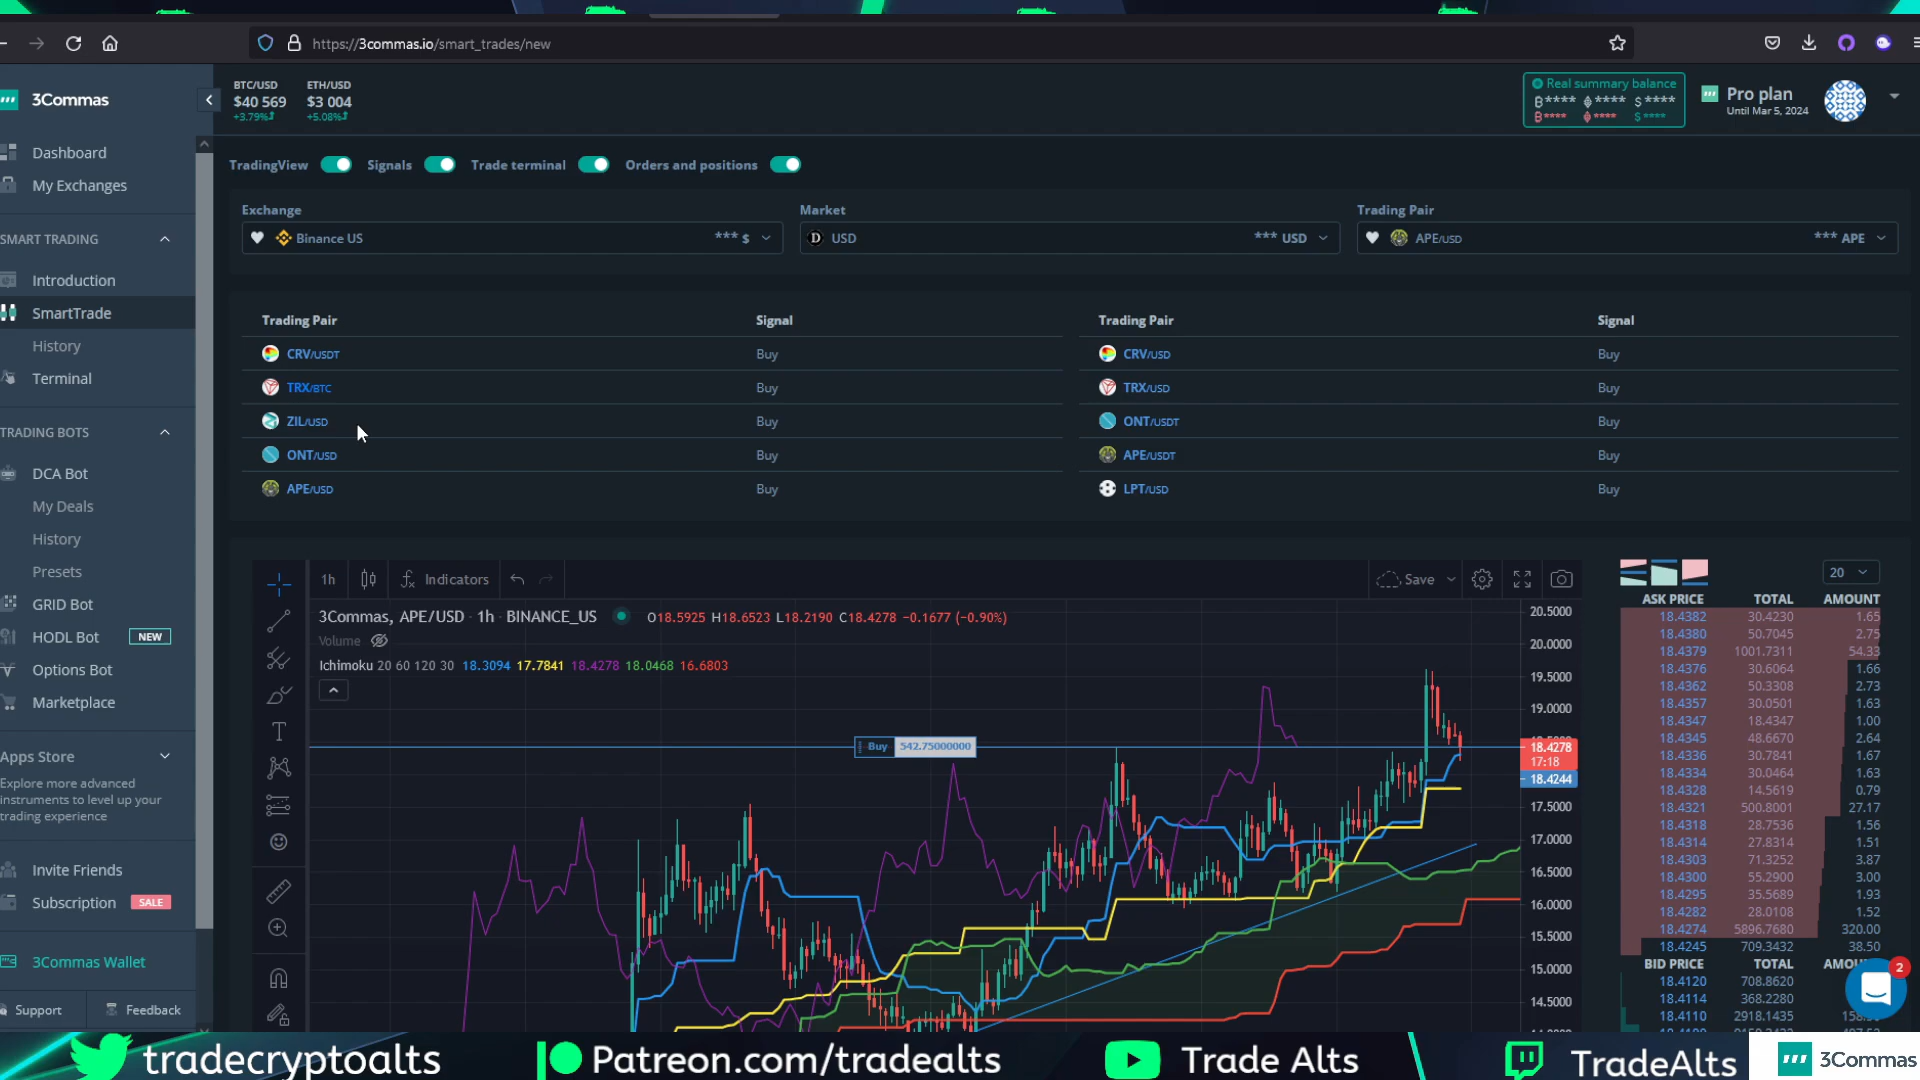 https://3commas.io/smart_trades/new
3Commas
BTC/USD
$40 569
+3.79%
ETH/USD
$3 004
+5.08%
Real summary balance
**** **** $ ****
**** **** $ ****
Pro plan
Until Mar 5, 2024
Dashboard
My Exchanges
SMART TRADING
Introduction
SmartTrade
History
Terminal
TRADING BOTS
DCA Bot
My Deals
History
Presets
GRID Bot
HODL Bot NEW
Options Bot
Marketplace
Apps Store
Explore more advanced
instruments to level up your
trading experience
Invite Friends
Subscription SALE
3Commas Wallet
Support Feedback
TradingView Signals Trade terminal Orders and positions
Exchange Market Trading Pair
Binance US *** $ USD *** USD APE/USD *** APE
Trading Pair Signal Trading Pair Signal
CRV/USDT Buy CRV/USD Buy
TRX/BTC Buy TRX/USD Buy
ZIL/USD Buy ONT/USDT Buy
ONT/USD Buy APE/USDT Buy
APE/USD Buy LPT/USD Buy
1h Indicators Save
3Commas, APE/USD · 1h · BINANCE_US O18.5925 H18.6523 L18.2190 C18.4278 −0.1677 (−0.90%)
Volume
Ichimoku 20 60 120 30 18.3094 17.7841 18.4278 18.0468 16.6803
Buy 542.75000000
20.5000
20.0000
19.5000
19.0000
18.4278
17:18
18.4244
17.5000
17.0000
16.5000
16.0000
15.5000
15.0000
14.5000
20
ASK PRICE TOTAL AMOUNT
18.4382 30.4230 1.65
18.4380 50.7045 2.75
18.4379 1001.7311 54.33
18.4376 30.6064 1.66
18.4362 50.3308 2.73
18.4357 30.0501 1.63
18.4347 18.4347 1.00
18.4345 48.6670 2.64
18.4336 30.7841 1.67
18.4334 30.0464 1.63
18.4328 14.5619 0.79
18.4321 500.8001 27.17
18.4318 28.7536 1.56
18.4314 27.8314 1.51
18.4303 71.3252 3.87
18.4300 55.2900 3.00
18.4295 35.5689 1.93
18.4282 28.0108 1.52
18.4274 5896.7680 320.00
18.4245 709.3432 38.50
BID PRICE TOTAL
18.4120 708.8620
18.4114 368.2280
18.4110 2918.1435
2
tradecryptoalts Patreon.com/tradealts Trade Alts TradeAlts 3Commas